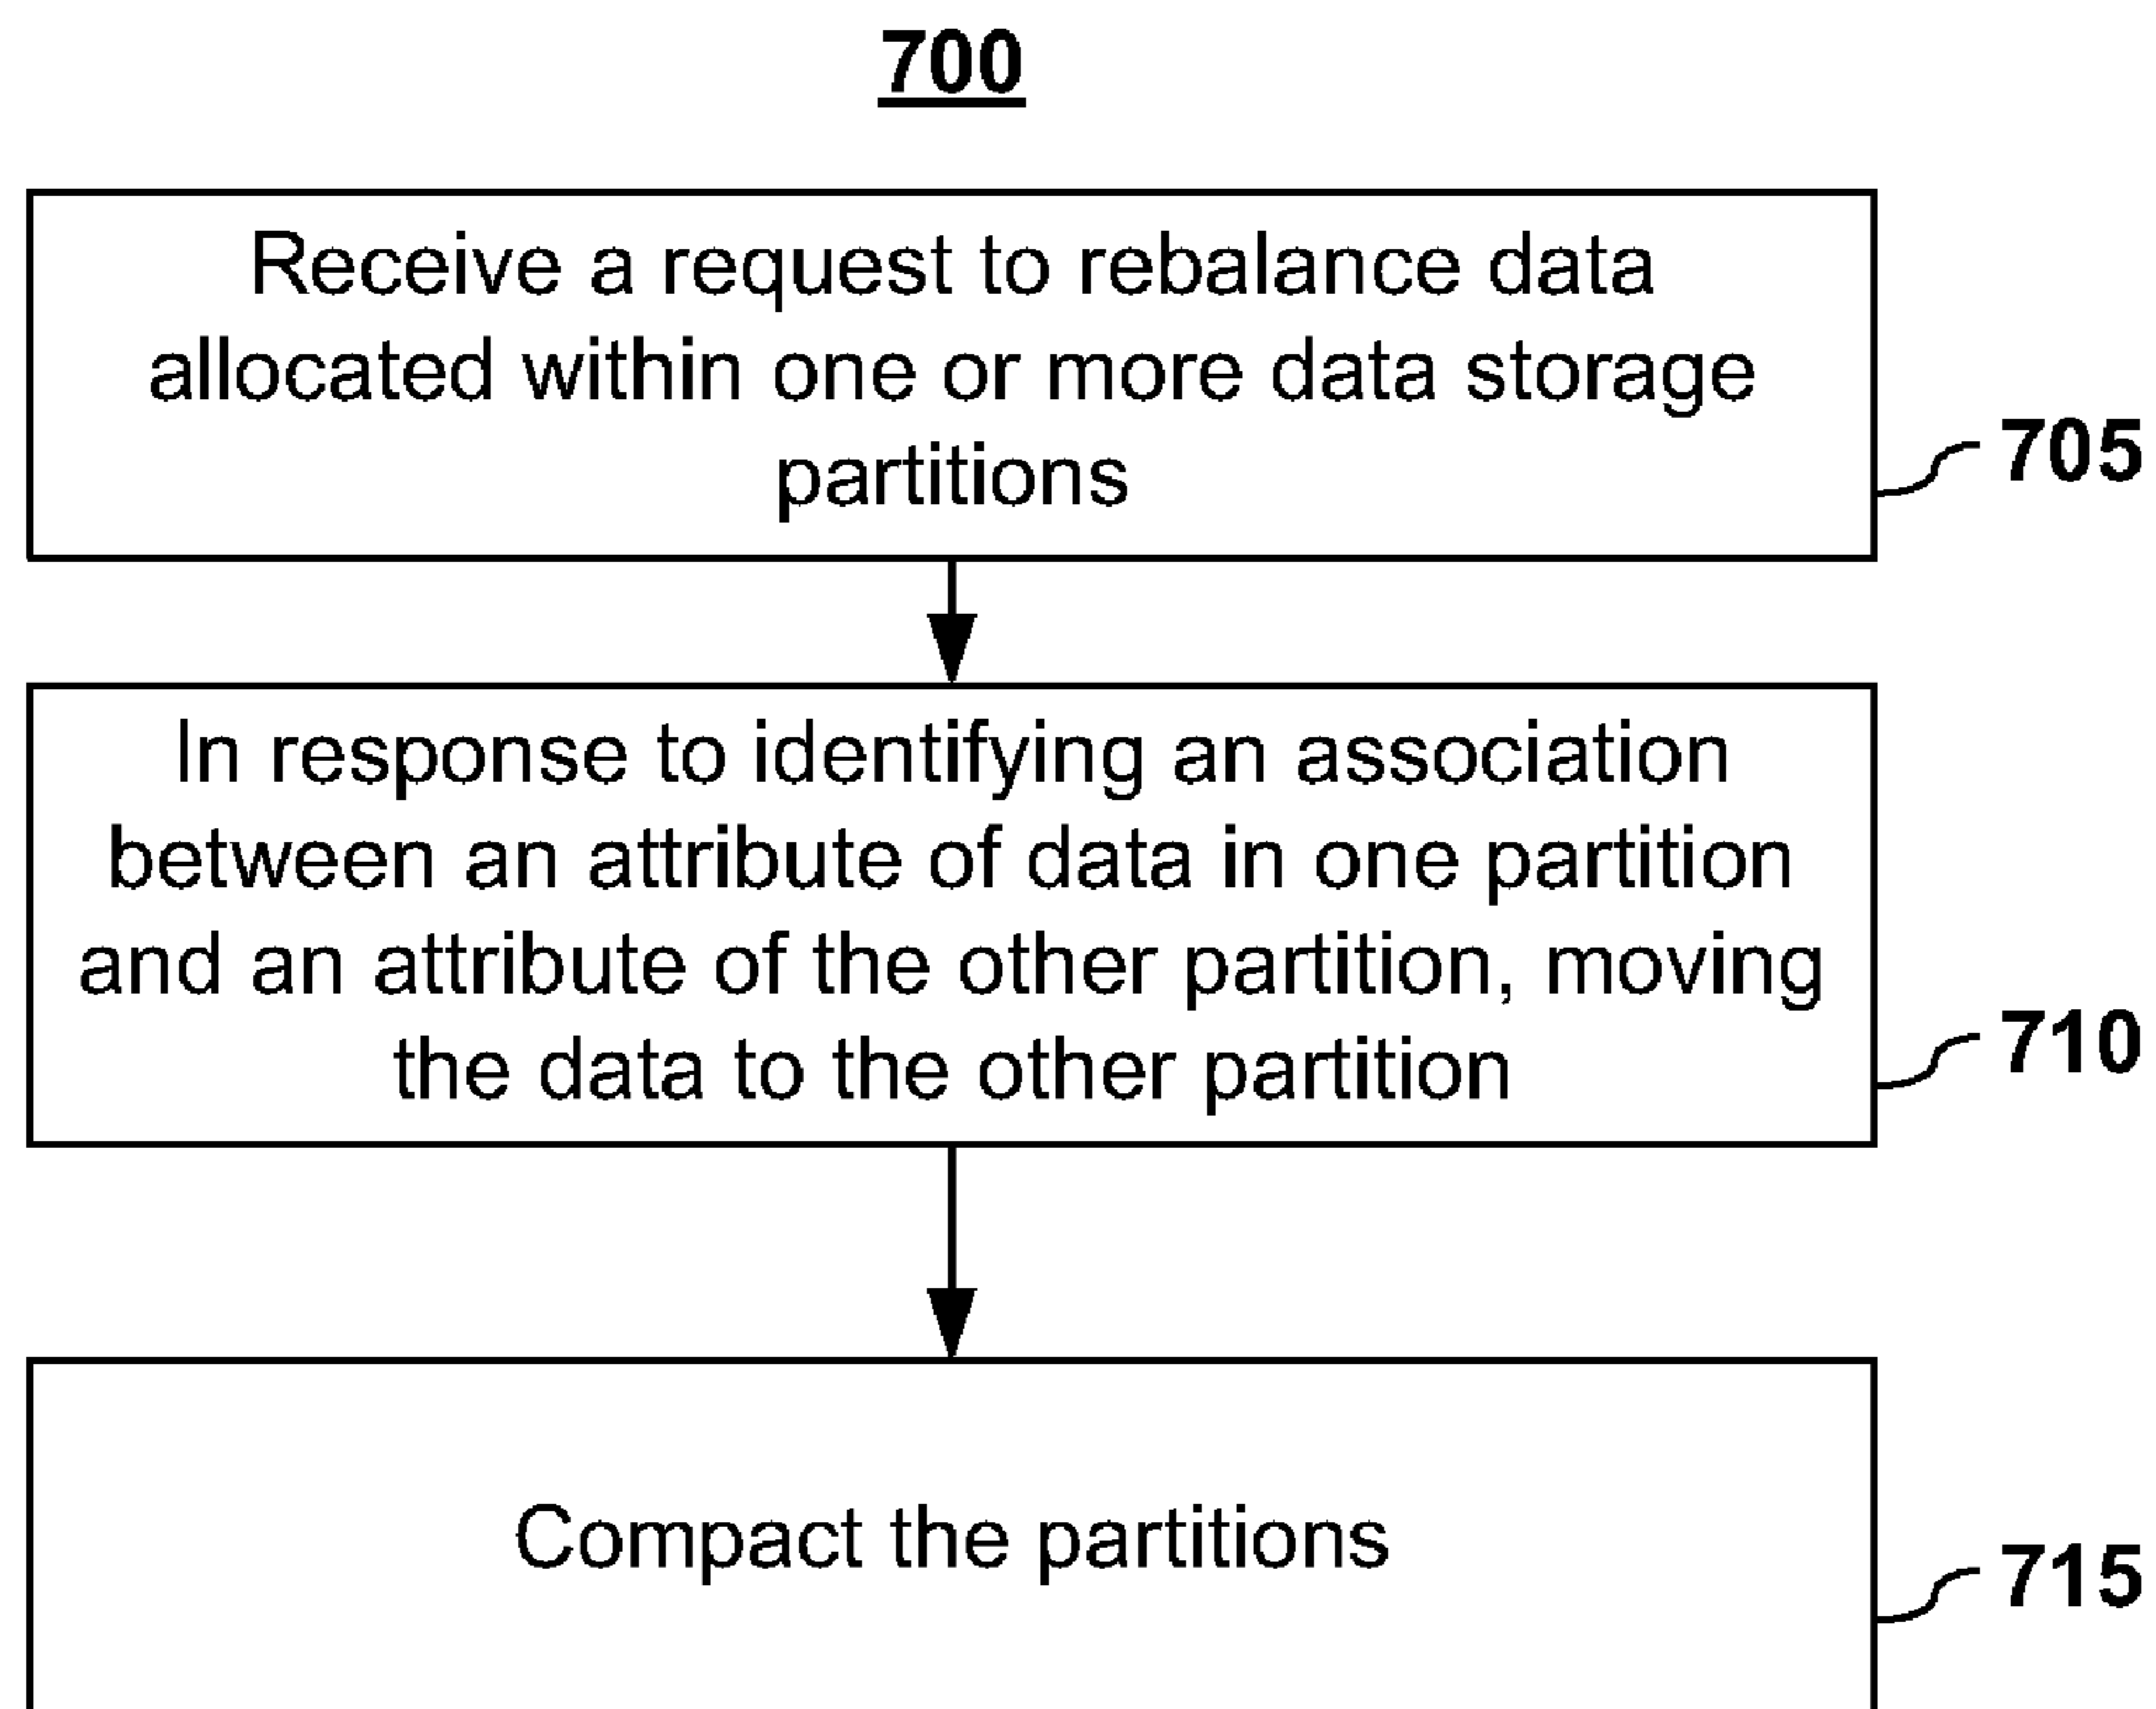 700
Receive a request to rebalance data
allocated within one or more data storage
partitions
705
In response to identifying an association
between an attribute of data in one partition
and an attribute of the other partition, moving
the data to the other partition
710
Compact the partitions
715